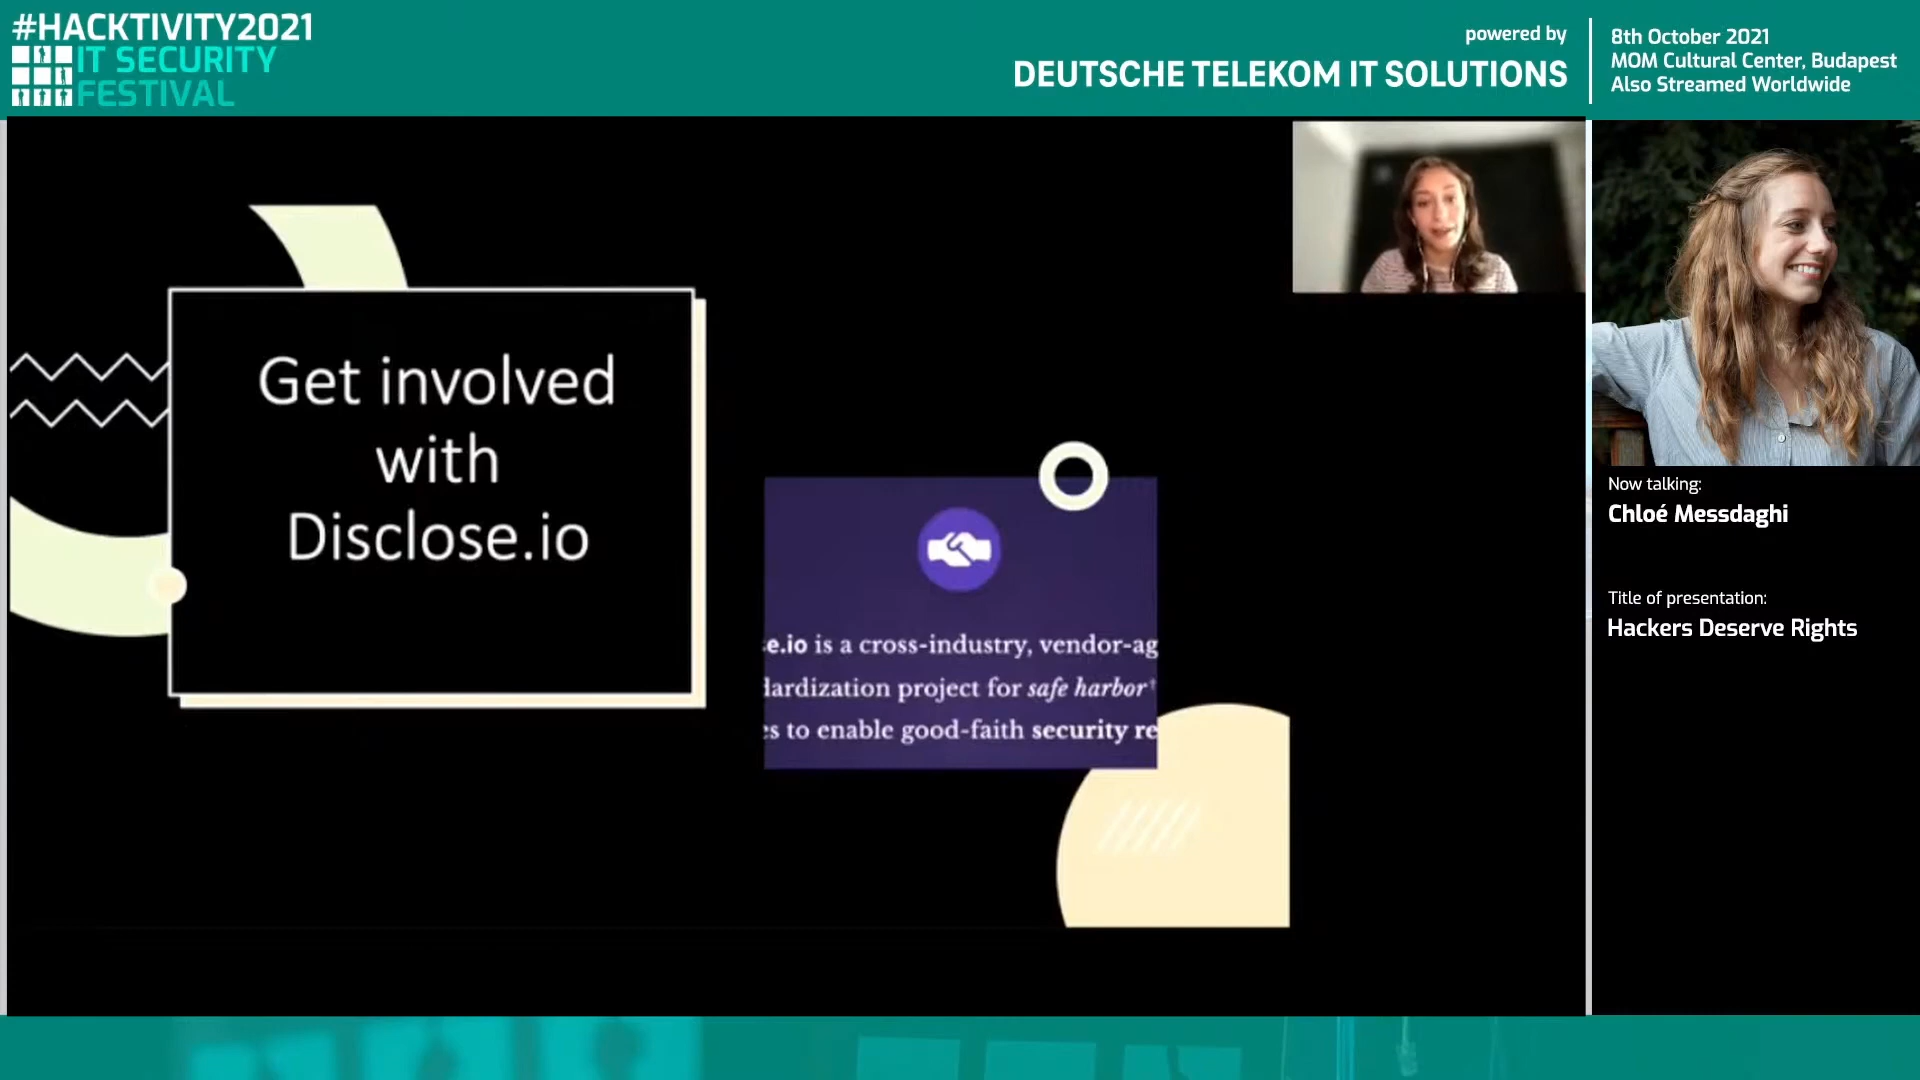 #HACKTIVITY2021
IT SECURITY
FESTIVAL
powered by
DEUTSCHE TELEKOM IT SOLUTIONS
8th October 2021
MOM Cultural Center, Budapest
Also Streamed Worldwide
Get involved
with
Disclose.io
e.io is a cross-industry, vendor-ag
dardization project for safe harbor†
es to enable good-faith security re
Now talking:
Chloé Messdaghi
Title of presentation:
Hackers Deserve Rights